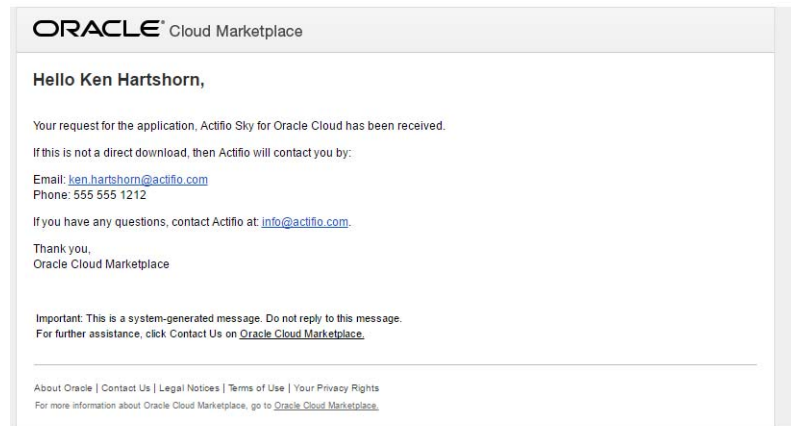 ORACLE® Cloud Marketplace
Hello Ken Hartshorn,
Your request for the application, Actifio Sky for Oracle Cloud has been received.
If this is not a direct download, then Actifio will contact you by:
Email: ken.hartshorn@actifio.com
Phone: 555 555 1212
If you have any questions, contact Actifio at: info@actifio.com.
Thank you,
Oracle Cloud Marketplace
Important: This is a system-generated message. Do not reply to this message.
For further assistance, click Contact Us on Oracle Cloud Marketplace.
About Oracle | Contact Us | Legal Notices | Terms of Use | Your Privacy Rights
For more information about Oracle Cloud Marketplace, go to Oracle Cloud Marketplace.